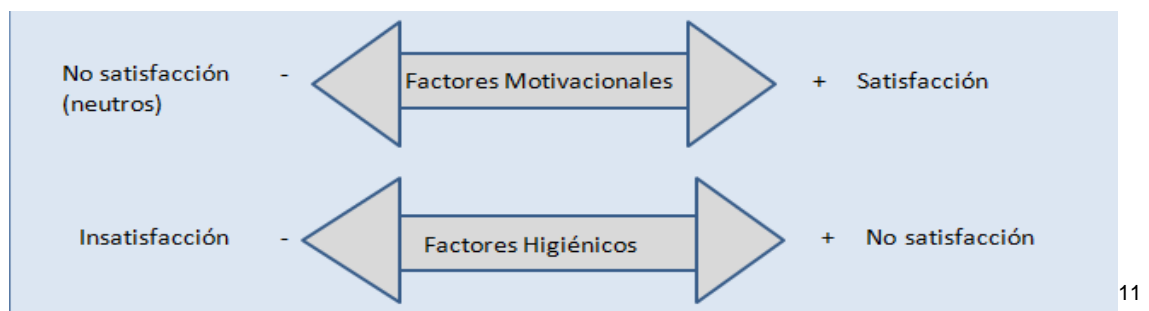 No satisfacción - Factores Motivacionales + Satisfacción
(neutros)
Insatisfacción - Factores Higiénicos + No satisfacción
11